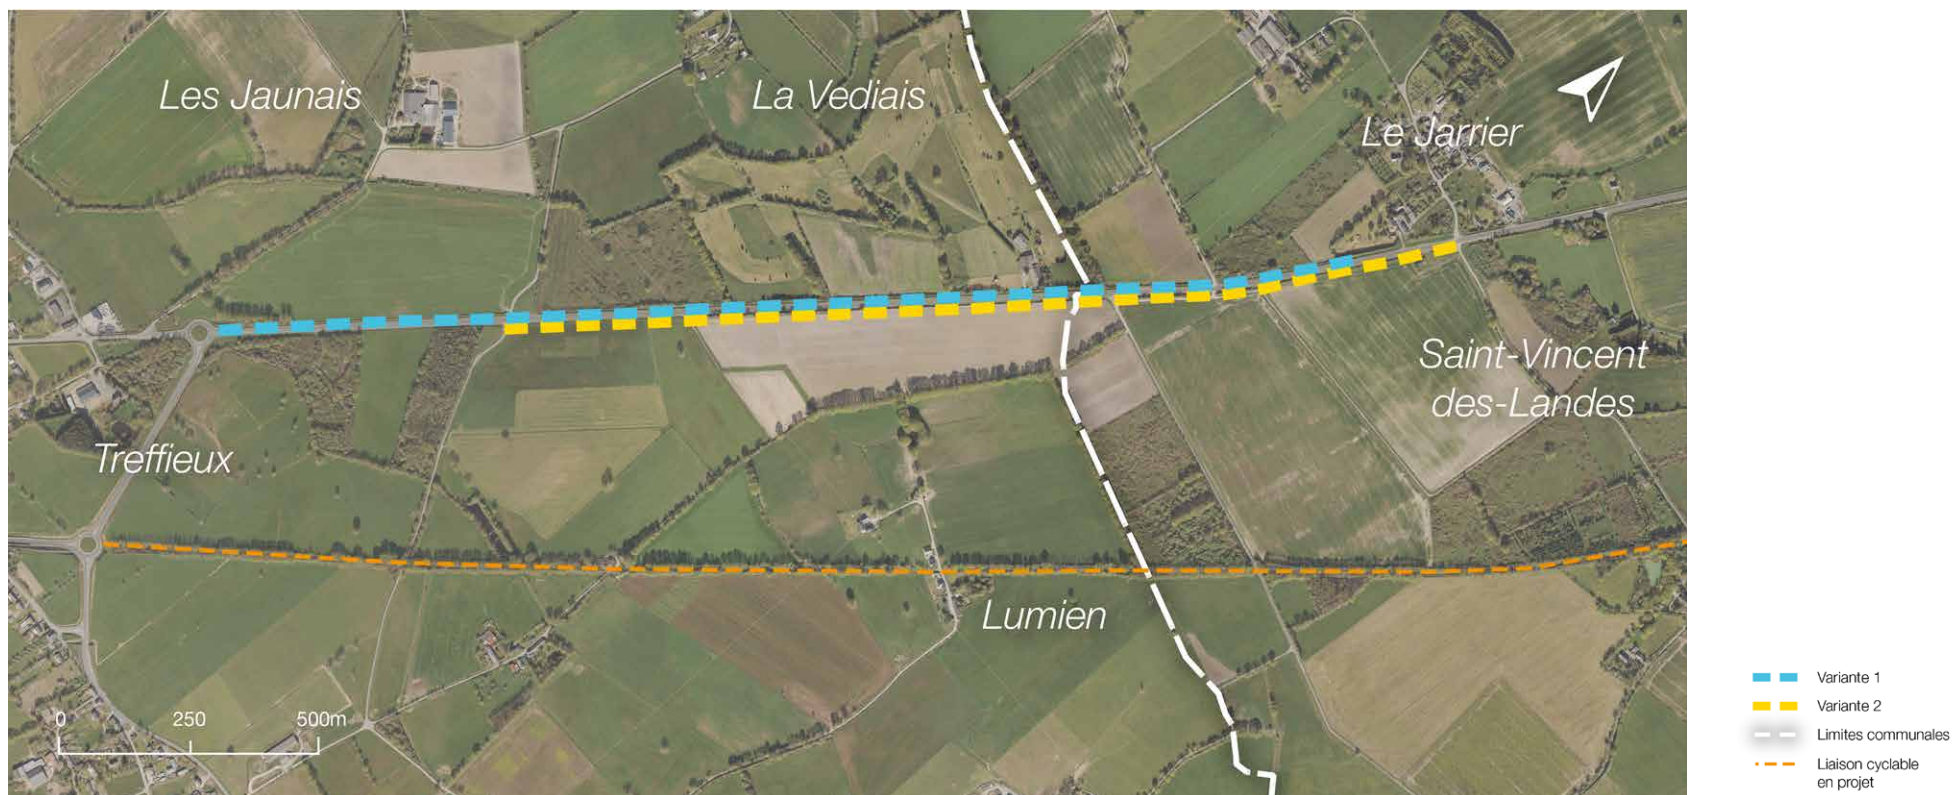 Les Jaunais
La Vediais
Le Jarrier
Saint-Vincent
des-Landes
Treffieux
Lumien
0 250 500m
Variante 1
Variante 2
Limites communales
Liaison cyclable
en projet